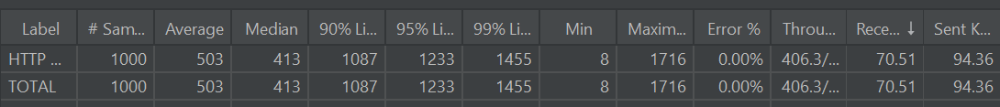 Label # Sam... Average Median 90% Li... 95% Li... 99% Li... Min Maxim... Error % Throu... Rece... ↓ Sent K...
HTTP ... 1000 503 413 1087 1233 1455 8 1716 0.00% 406.3/... 70.51 94.36
TOTAL 1000 503 413 1087 1233 1455 8 1716 0.00% 406.3/... 70.51 94.36